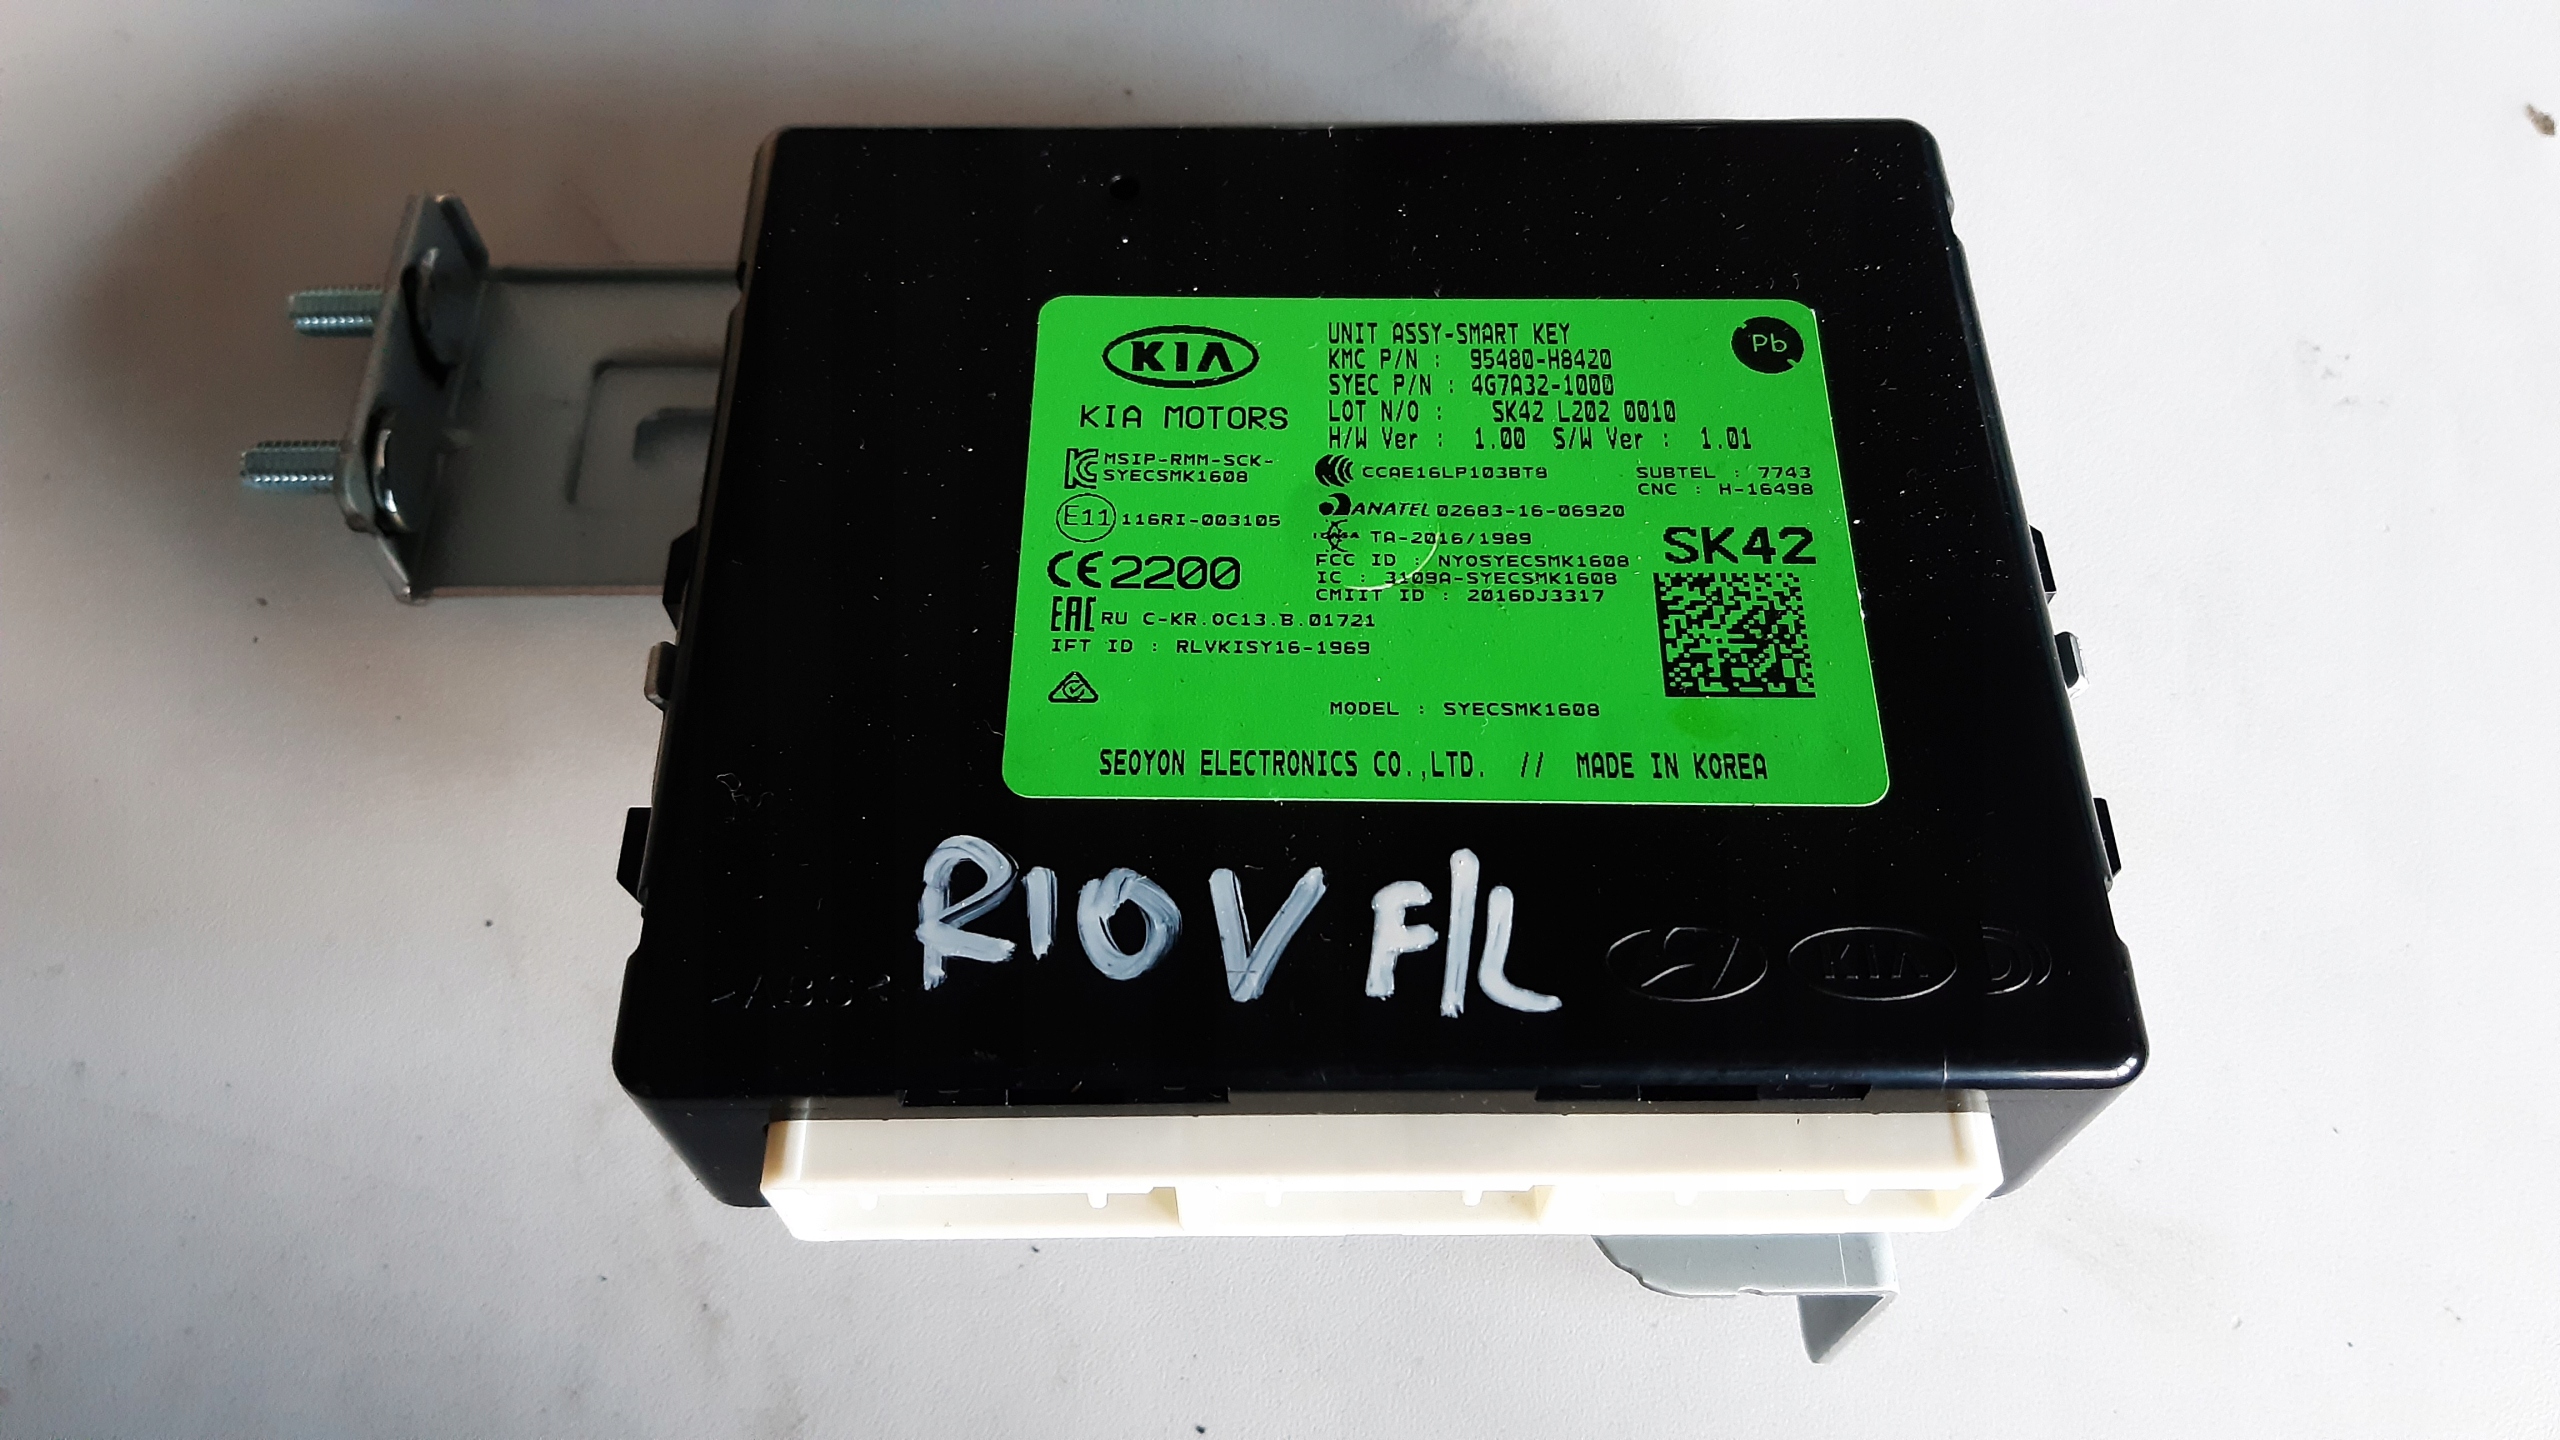 KIA
KIA MOTORS
UNIT ASSY-SMART KEY
KMC P/N : 95480-H8420
SYEC P/N : 4G7A32-1000
LOT N/O : SK42 L202 0010
H/W Ver : 1.00 S/W Ver : 1.01
Pb
MSIP-RMM-SCK-
SYECSMK1608
CCAE16LP103BT8
SUBTEL : 7743
CNC : H-16498
E11 116RI-003105
ANATEL 02683-16-06920
TA-2016/1989
SK42
CE 2200
FCC ID : NYOSYECSMK1608
IC : 3109A-SYECSMK1608
CMIIT ID : 2016DJ3317
EAC RU C-KR.OC13.B.01721
IFT ID : RLVKISY16-1969
MODEL : SYECSMK1608
SEOYON ELECTRONICS CO.,LTD. // MADE IN KOREA
RIO V F/L
KIA